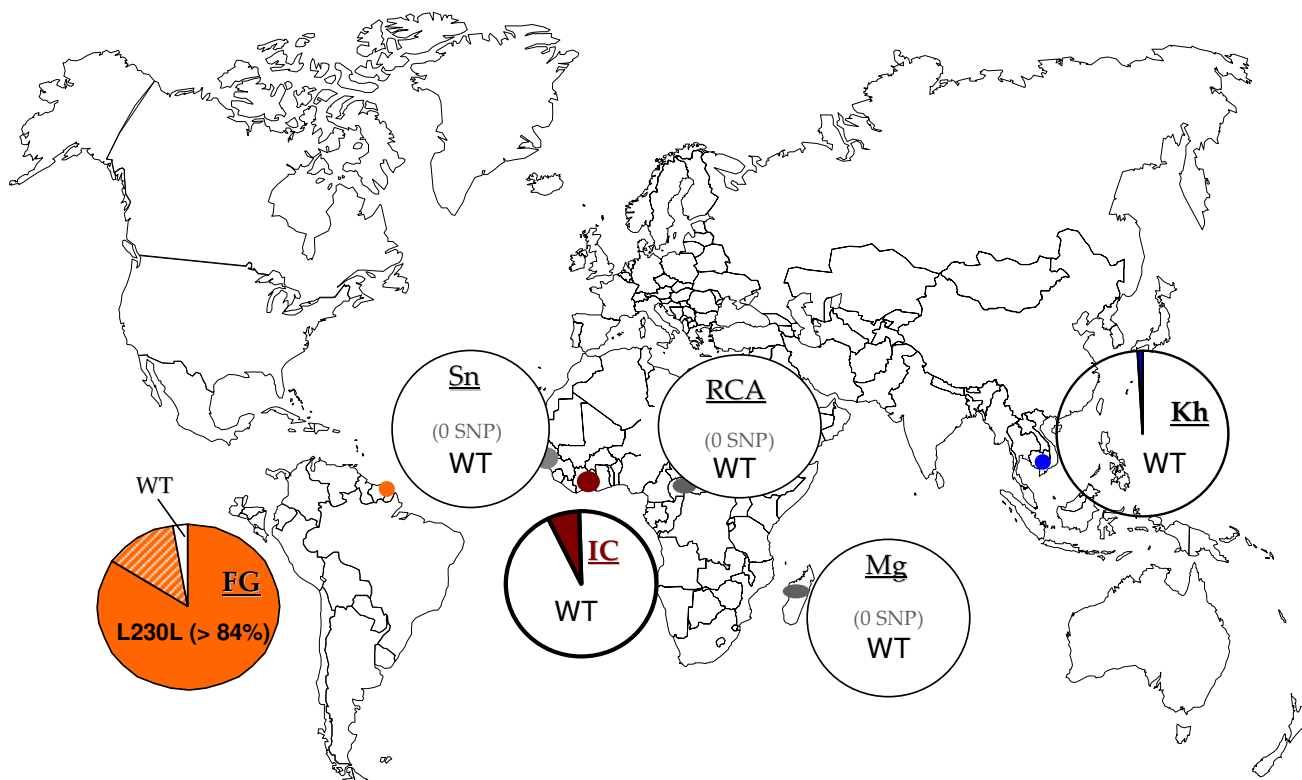 Sn
(0 SNP)
WT
RCA
(0 SNP)
WT
Kh
WT
WT
FG
L230L (> 84%)
IC
WT
Mg
(0 SNP)
WT